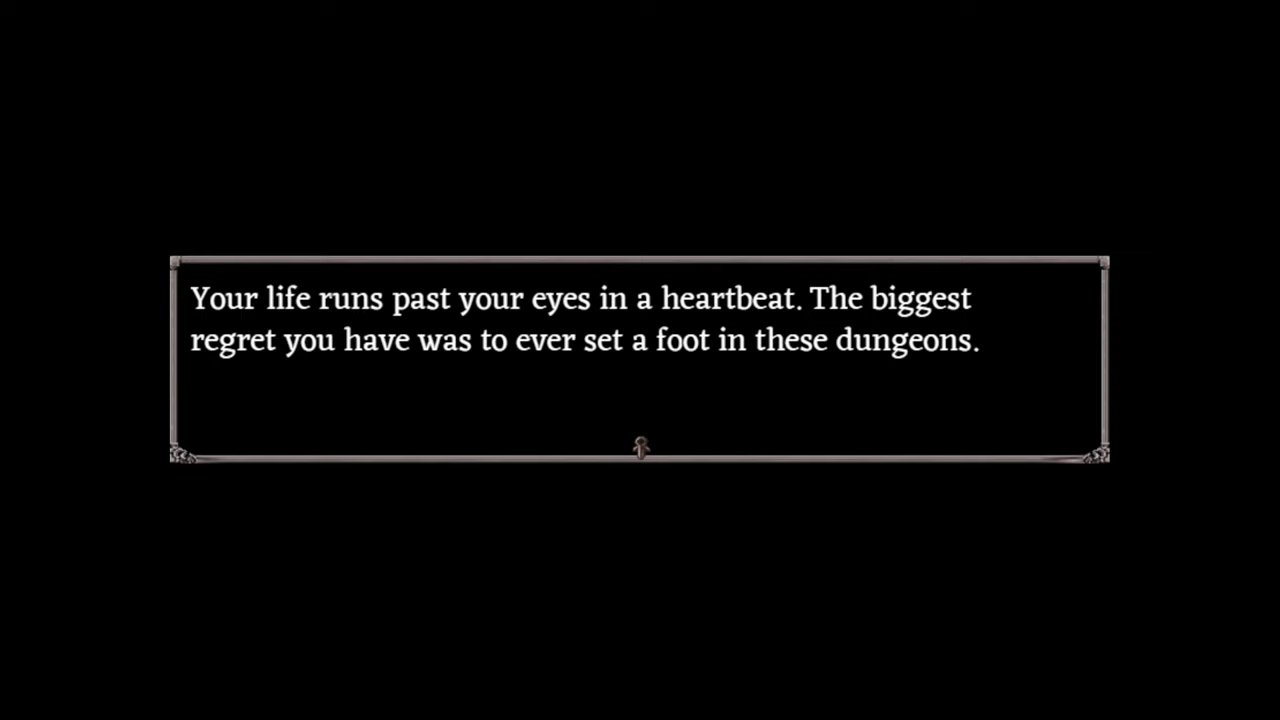 Your life runs past your eyes in a heartbeat. The biggest
regret you have was to ever set a foot in these dungeons.